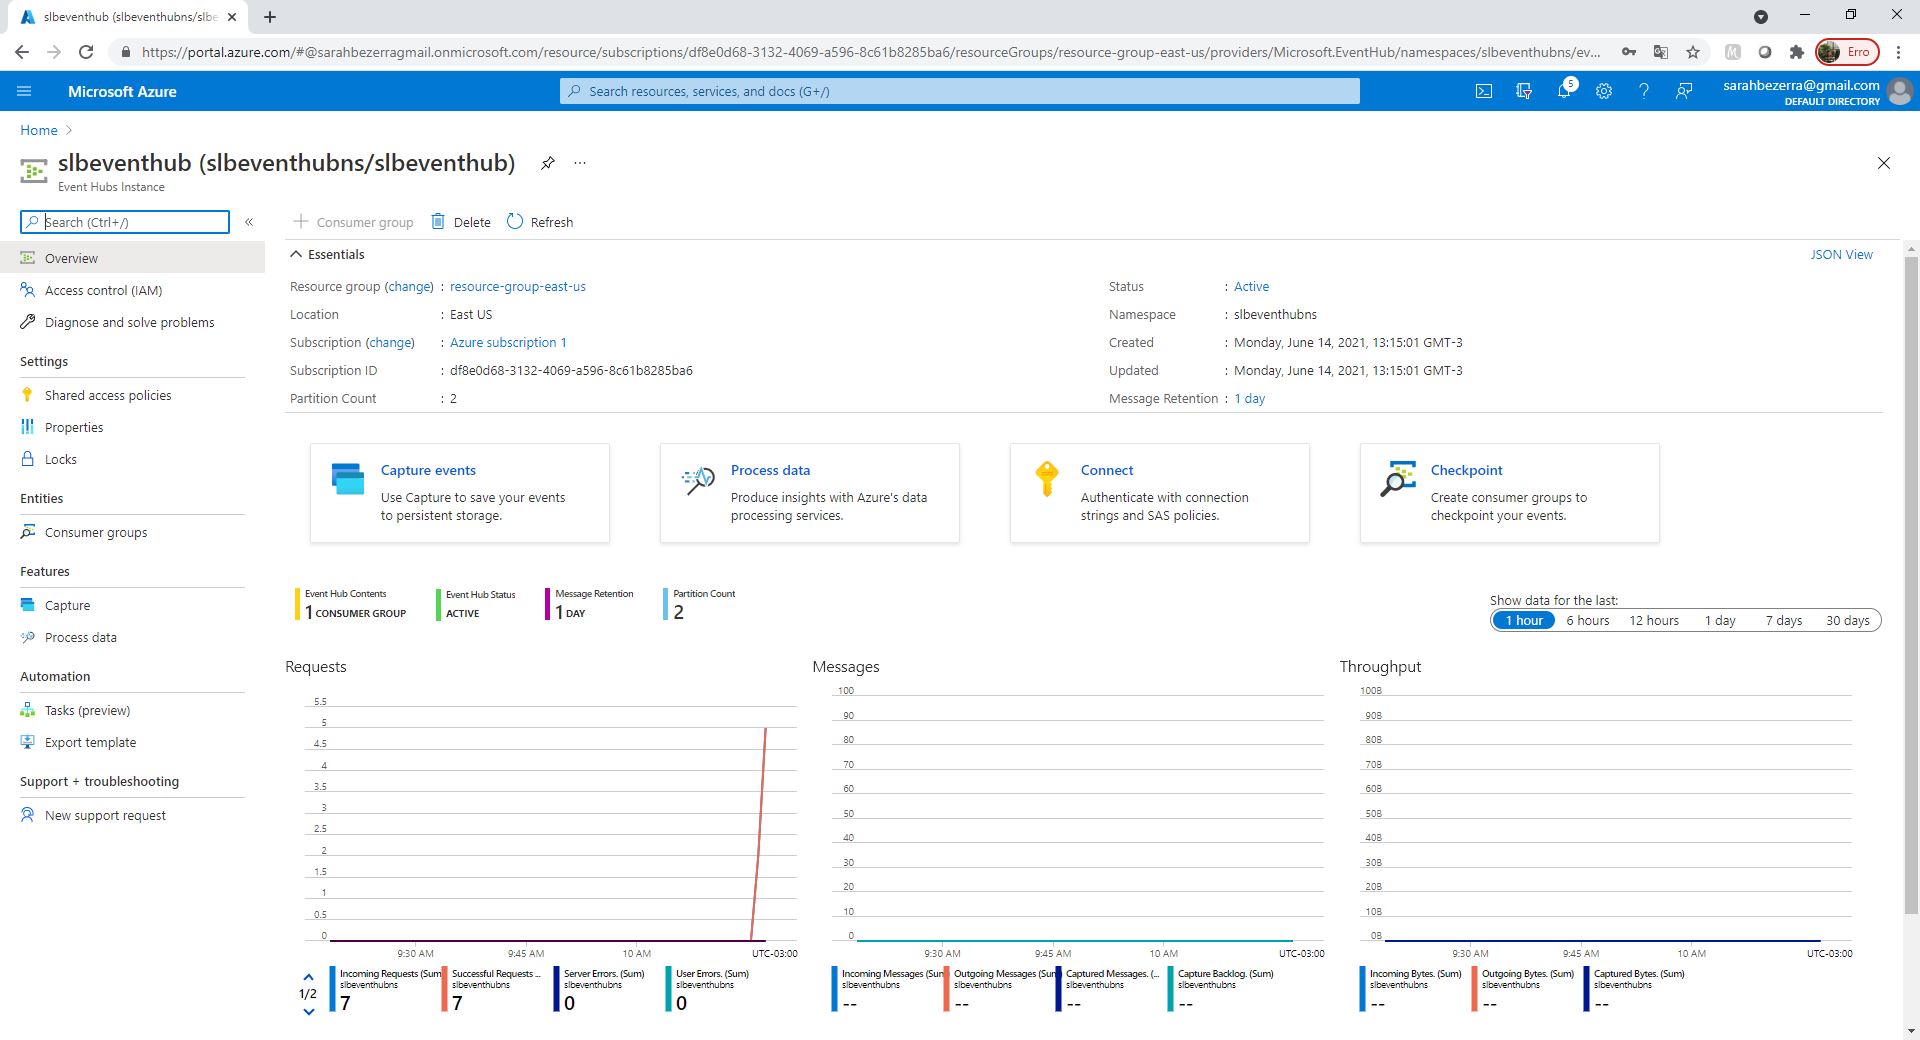 slbeventhub (slbeventhubns/slbe
https://portal.azure.com/#@sarahbezerragmail.onmicrosoft.com/resource/subscriptions/df8e0d68-3132-4069-a596-8c61b8285ba6/resourceGroups/resource-group-east-us/providers/Microsoft.EventHub/namespaces/slbeventhubns/ev...
Erro
Microsoft Azure
Search resources, services, and docs (G+/)
5
sarahbezerra@gmail.com
DEFAULT DIRECTORY
Home
slbeventhub (slbeventhubns/slbeventhub)
Event Hubs Instance
Search (Ctrl+/)
Consumer group
Delete
Refresh
Overview
Access control (IAM)
Diagnose and solve problems
Settings
Shared access policies
Properties
Locks
Entities
Consumer groups
Features
Capture
Process data
Automation
Tasks (preview)
Export template
Support + troubleshooting
New support request
Essentials
JSON View
Resource group (change) : resource-group-east-us
Location : East US
Subscription (change) : Azure subscription 1
Subscription ID : df8e0d68-3132-4069-a596-8c61b8285ba6
Partition Count : 2
Status : Active
Namespace : slbeventhubns
Created : Monday, June 14, 2021, 13:15:01 GMT-3
Updated : Monday, June 14, 2021, 13:15:01 GMT-3
Message Retention : 1 day
Capture events
Use Capture to save your events
to persistent storage.
Process data
Produce insights with Azure's data
processing services.
Connect
Authenticate with connection
strings and SAS policies.
Checkpoint
Create consumer groups to
checkpoint your events.
Event Hub Contents
1 CONSUMER GROUP
Event Hub Status
ACTIVE
Message Retention
1 DAY
Partition Count
2
Show data for the last:
1 hour 6 hours 12 hours 1 day 7 days 30 days
Requests
5.5
5
4.5
4
3.5
3
2.5
2
1.5
1
0.5
0
9:30 AM 9:45 AM 10 AM UTC-03:00
1/2
Incoming Requests (Sum
slbeventhubns
7
Successful Requests ...
slbeventhubns
7
Server Errors. (Sum)
slbeventhubns
0
User Errors. (Sum)
slbeventhubns
0
Messages
100
90
80
70
60
50
40
30
20
10
0
9:30 AM 9:45 AM 10 AM UTC-03:00
Incoming Messages (Sum
slbeventhubns
--
Outgoing Messages (Sum
slbeventhubns
--
Captured Messages. (...
slbeventhubns
--
Capture Backlog. (Sum)
slbeventhubns
--
Throughput
100B
90B
80B
70B
60B
50B
40B
30B
20B
10B
0B
9:30 AM 9:45 AM 10 AM UTC-03:00
Incoming Bytes. (Sum)
slbeventhubns
--
Outgoing Bytes. (Sum)
slbeventhubns
--
Captured Bytes. (Sum)
slbeventhubns
--